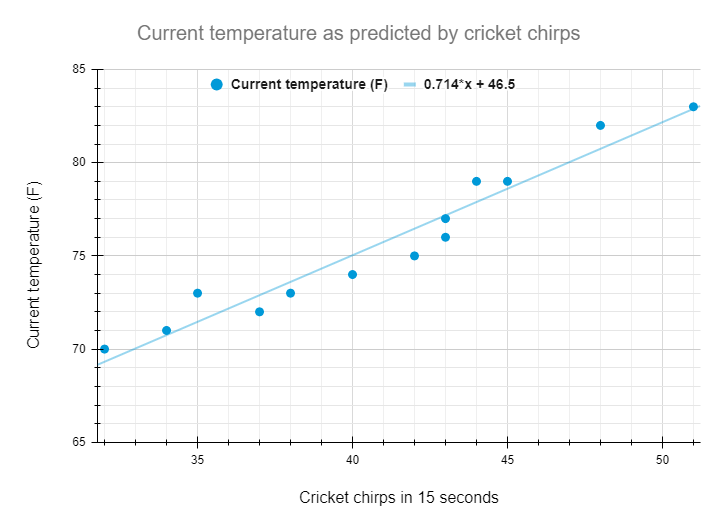 Current temperature as predicted by cricket chirps
Current temperature (F) 0.714*x + 46.5
85
80
75
70
65
Current temperature (F)
35 40 45 50
Cricket chirps in 15 seconds